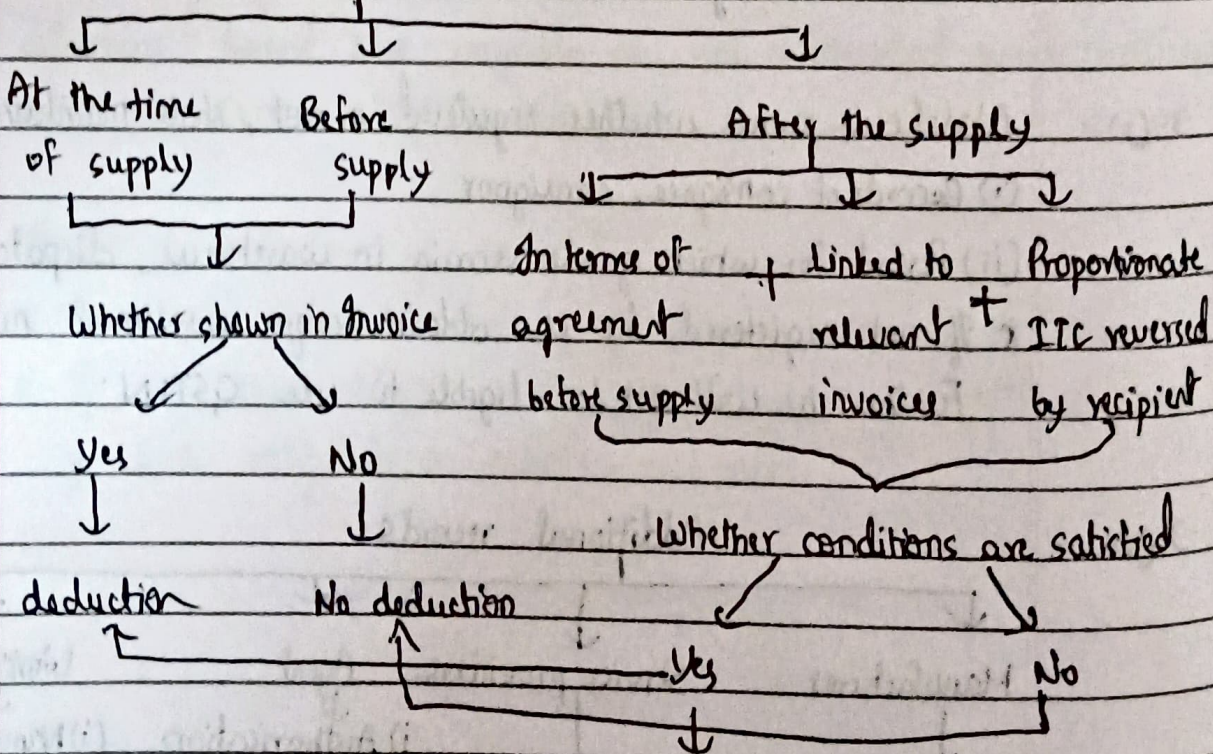 At the time
of supply
Before
supply
After the supply
Whether shown in Invoice
Yes
No
deduction
No deduction
In terms of
agreement
before supply
+
Linked to
relevant
invoices
+
Proportionate
ITC reversed
by recipient
Whether conditions are satisfied
Yes
No